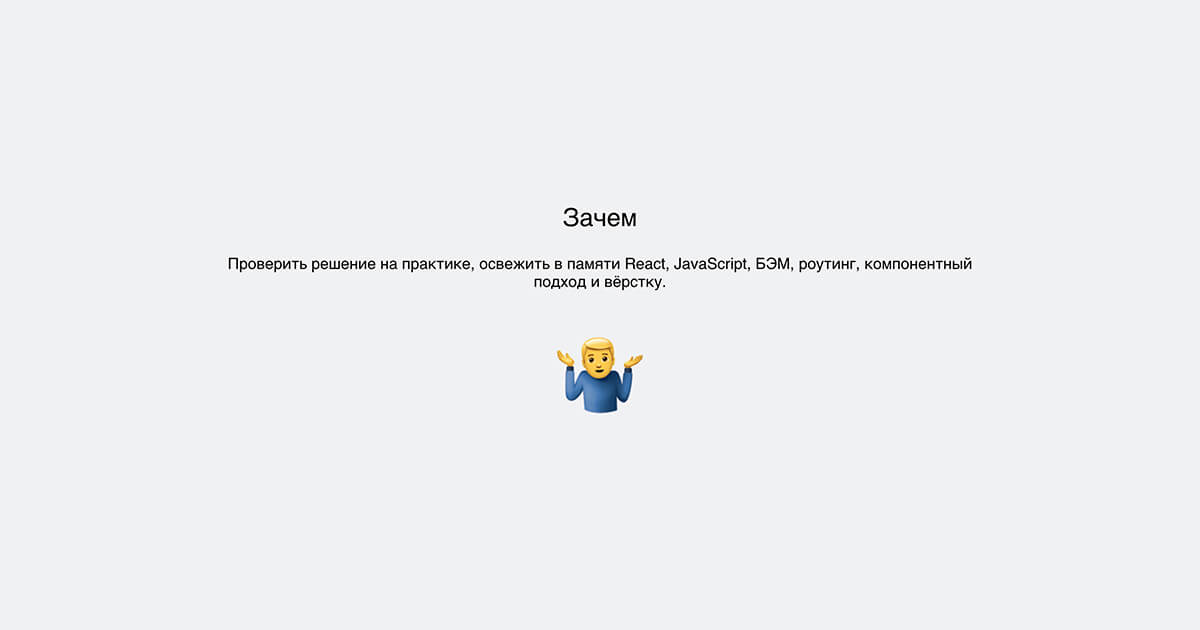 Зачем
Проверить решение на практике, освежить в памяти React, JavaScript, БЭМ, роутинг, компонентный
подход и вёрстку.